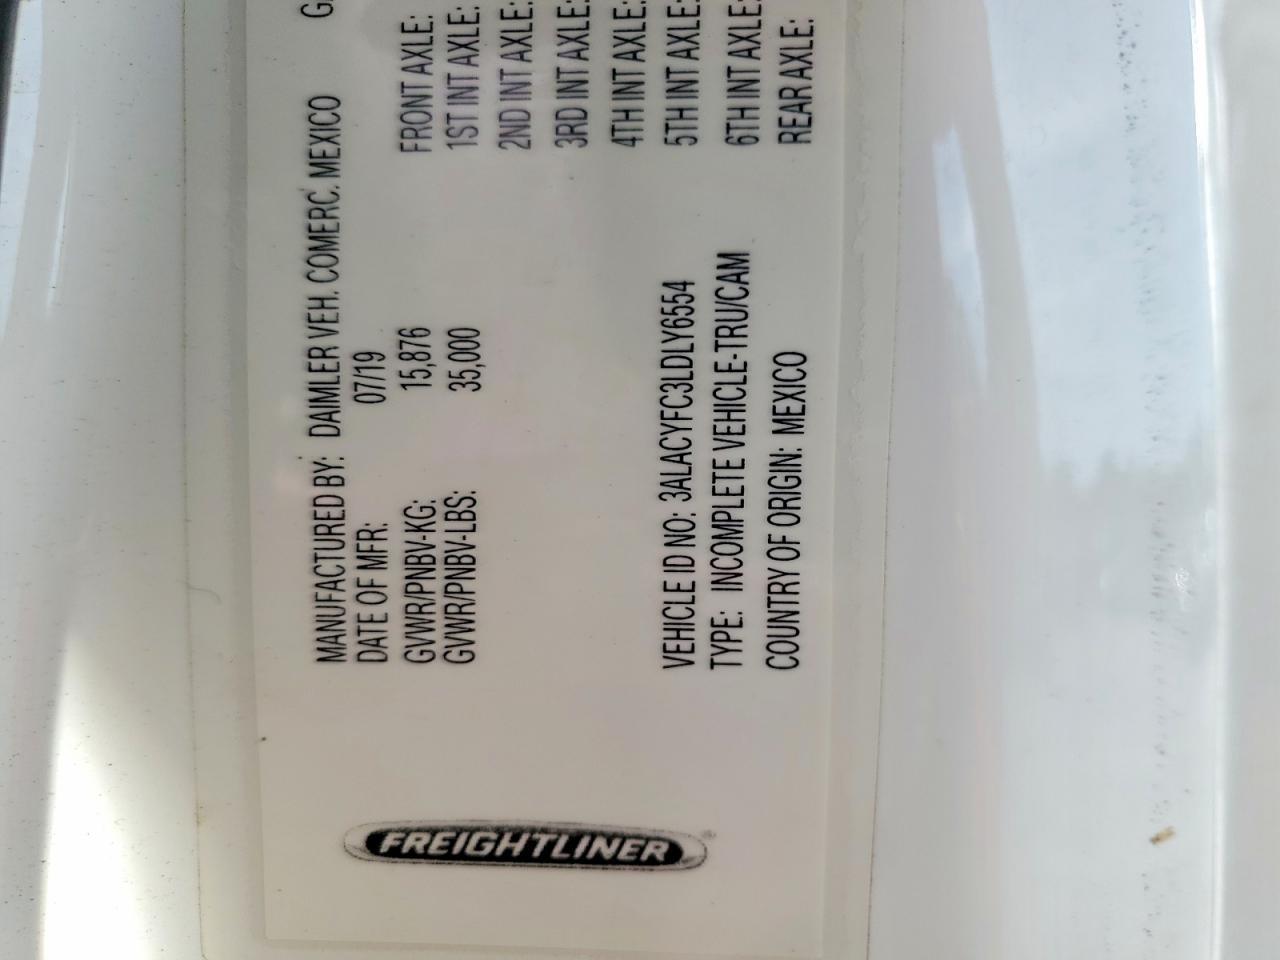 FREIGHTLINER®
MANUFACTURED BY: DAIMLER VEH. COMERC. MEXICO
DATE OF MFR: 07/19
GVWR/PNBV-KG: 15,876
GVWR/PNBV-LBS: 35,000
VEHICLE ID NO: 3ALACYFC3LDLY6554
TYPE: INCOMPLETE VEHICLE-TRU/CAM
COUNTRY OF ORIGIN: MEXICO
FRONT AXLE:
1ST INT AXLE:
2ND INT AXLE:
3RD INT AXLE:
4TH INT AXLE:
5TH INT AXLE:
6TH INT AXLE:
REAR AXLE: